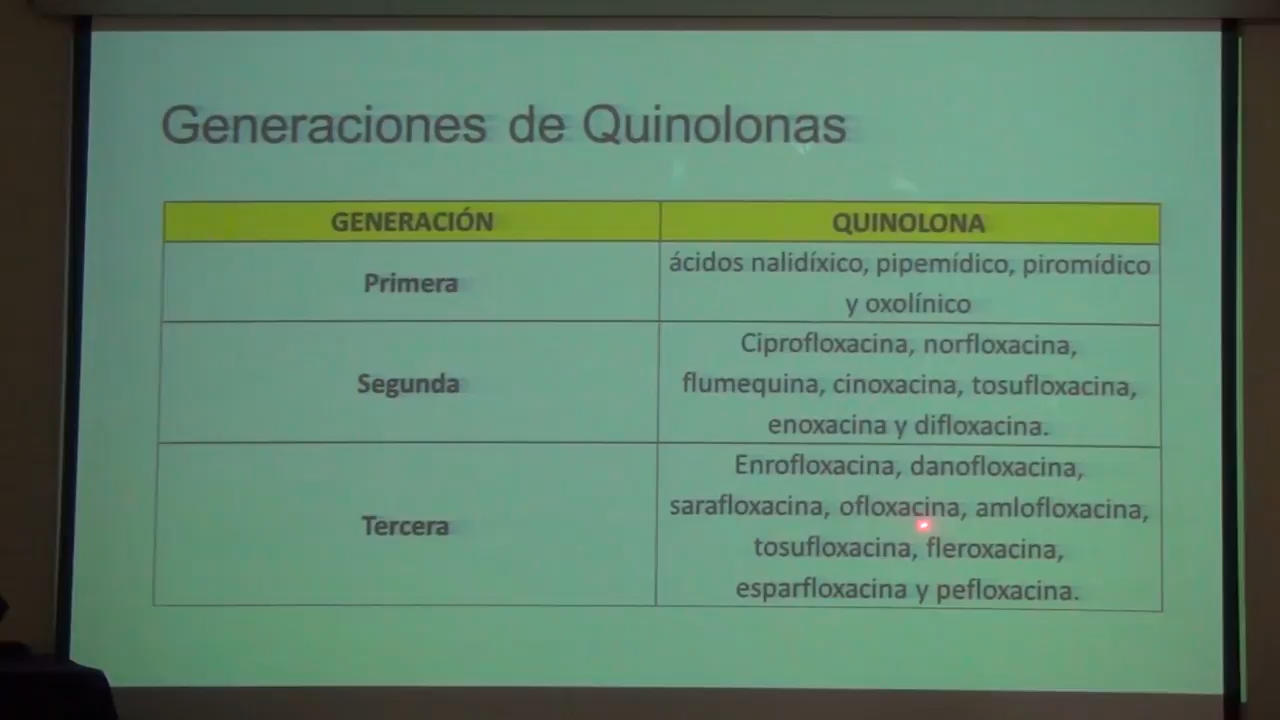 Generaciones de Quinolonas
GENERACIÓN
QUINOLONA
Primera
ácidos nalidíxico, pipemídico, piromídico
y oxolínico
Segunda
Ciprofloxacina, norfloxacina,
flumequina, cinoxacina, tosufloxacina,
enoxacina y difloxacina.
Tercera
Enrofloxacina, danofloxacina,
sarafloxacina, ofloxacina, amlofloxacina,
tosufloxacina, fleroxacina,
esparfloxacina y pefloxacina.